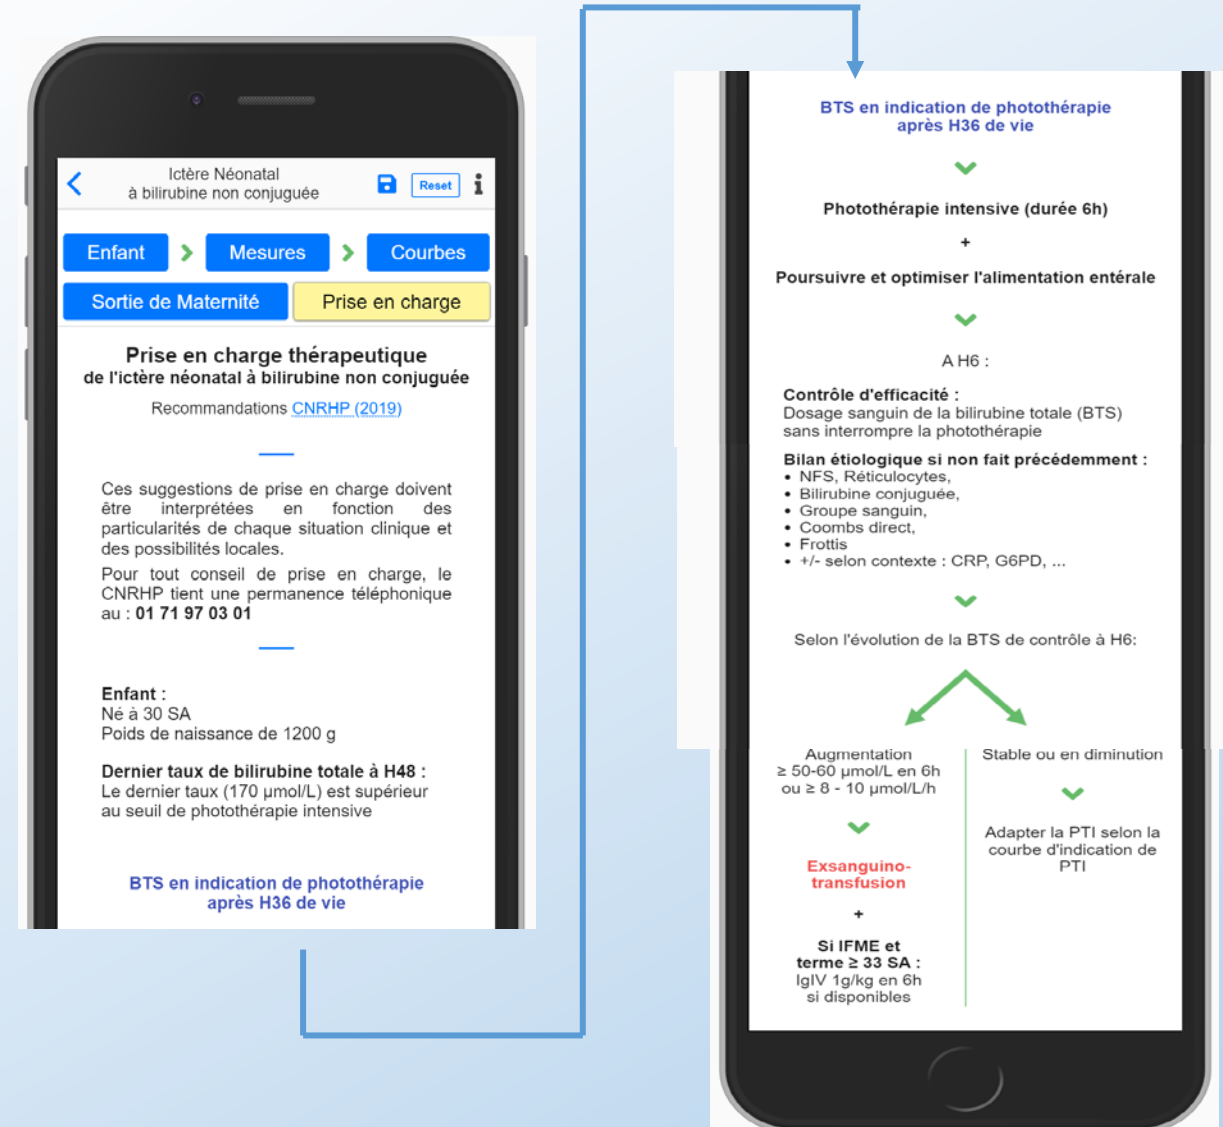 Ictère Néonatal
à bilirubine non conjuguée
Reset
Enfant
Mesures
Courbes
Sortie de Maternité
Prise en charge
Prise en charge thérapeutique
de l'ictère néonatal à bilirubine non conjuguée
Recommandations CNRHP (2019)
Ces suggestions de prise en charge doivent
être interprétées en fonction des
particularités de chaque situation clinique et
des possibilités locales.
Pour tout conseil de prise en charge, le
CNRHP tient une permanence téléphonique
au : 01 71 97 03 01
Enfant :
Né à 30 SA
Poids de naissance de 1200 g
Dernier taux de bilirubine totale à H48 :
Le dernier taux (170 µmol/L) est supérieur
au seuil de photothérapie intensive
BTS en indication de photothérapie
après H36 de vie
BTS en indication de photothérapie
après H36 de vie
Photothérapie intensive (durée 6h)
+
Poursuivre et optimiser l'alimentation entérale
A H6 :
Contrôle d'efficacité :
Dosage sanguin de la bilirubine totale (BTS)
sans interrompre la photothérapie
Bilan étiologique si non fait précédemment :
• NFS, Réticulocytes,
• Bilirubine conjuguée,
• Groupe sanguin,
• Coombs direct,
• Frottis
• +/- selon contexte : CRP, G6PD, ...
Selon l'évolution de la BTS de contrôle à H6:
Augmentation
≥ 50-60 µmol/L en 6h
ou ≥ 8 - 10 µmol/L/h
Exsanguino-
transfusion
+
Si IFME et
terme ≥ 33 SA :
IgIV 1g/kg en 6h
si disponibles
Stable ou en diminution
Adapter la PTI selon la
courbe d'indication de
PTI